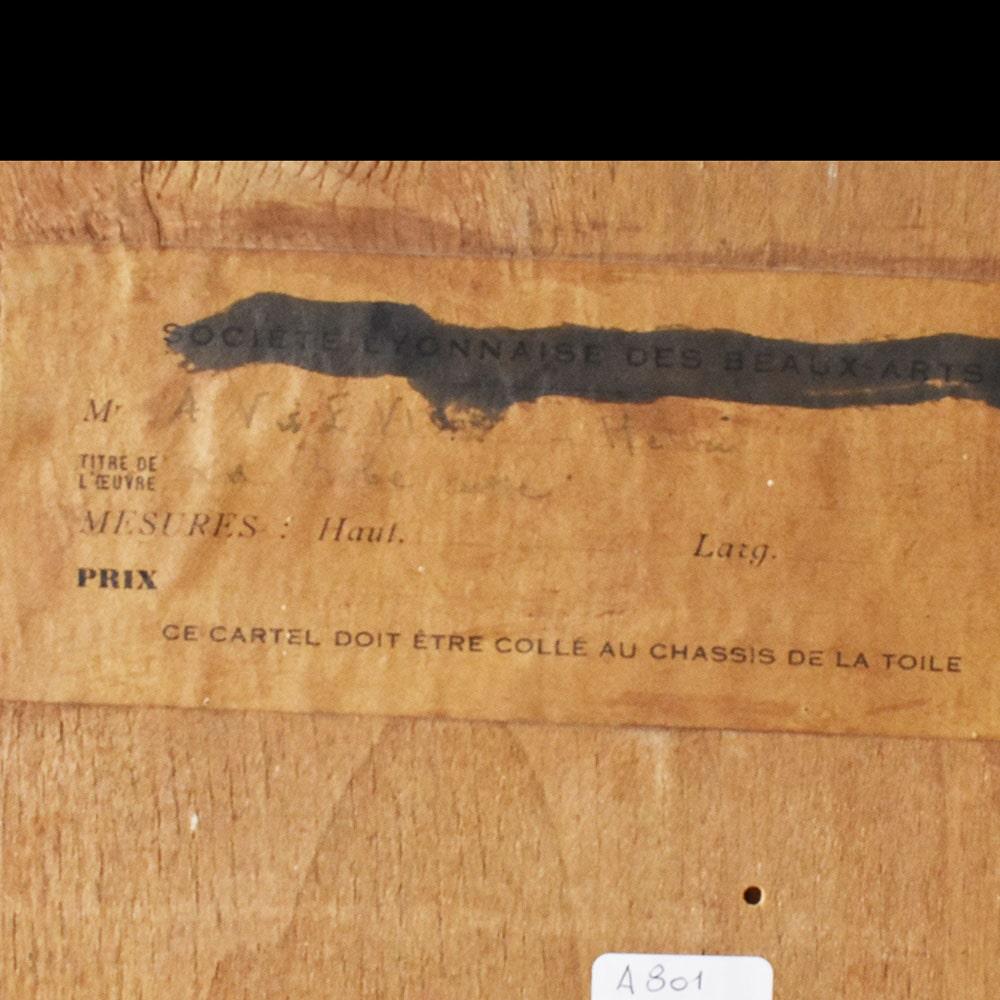 SOCIÉTÉ LYONNAISE DES BEAUX-ARTS
Mr Henri
TITRE DE
L'ŒUVRE
MESURES : Haut. Larg.
PRIX
CE CARTEL DOIT ÊTRE COLLÉ AU CHASSIS DE LA TOILE
A801